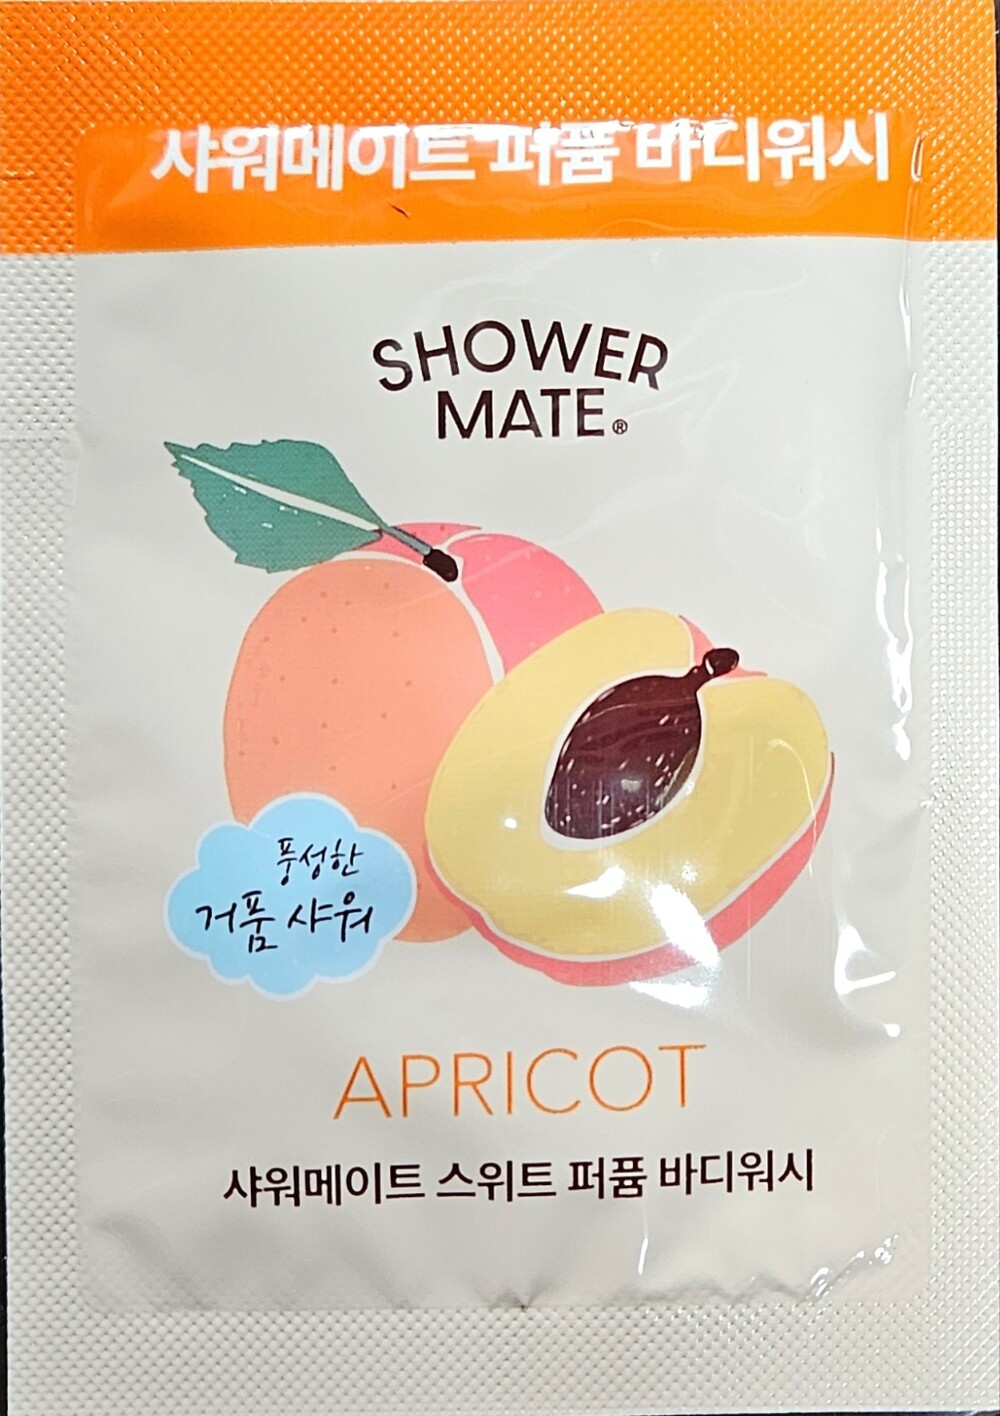 샤워메이트 퍼퓸 바디워시
SHOWER
MATE®
풍성한
거품 샤워
APRICOT
샤워메이트 스위트 퍼퓸 바디워시